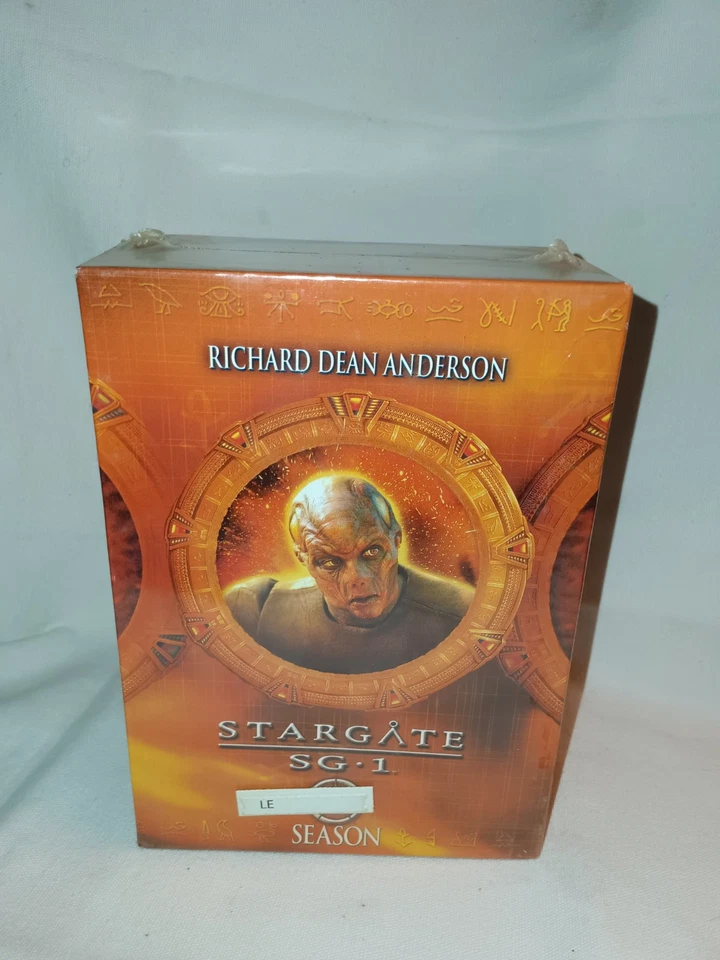 RICHARD DEAN ANDERSON
STARGATE
SG·1
LE
SEASON